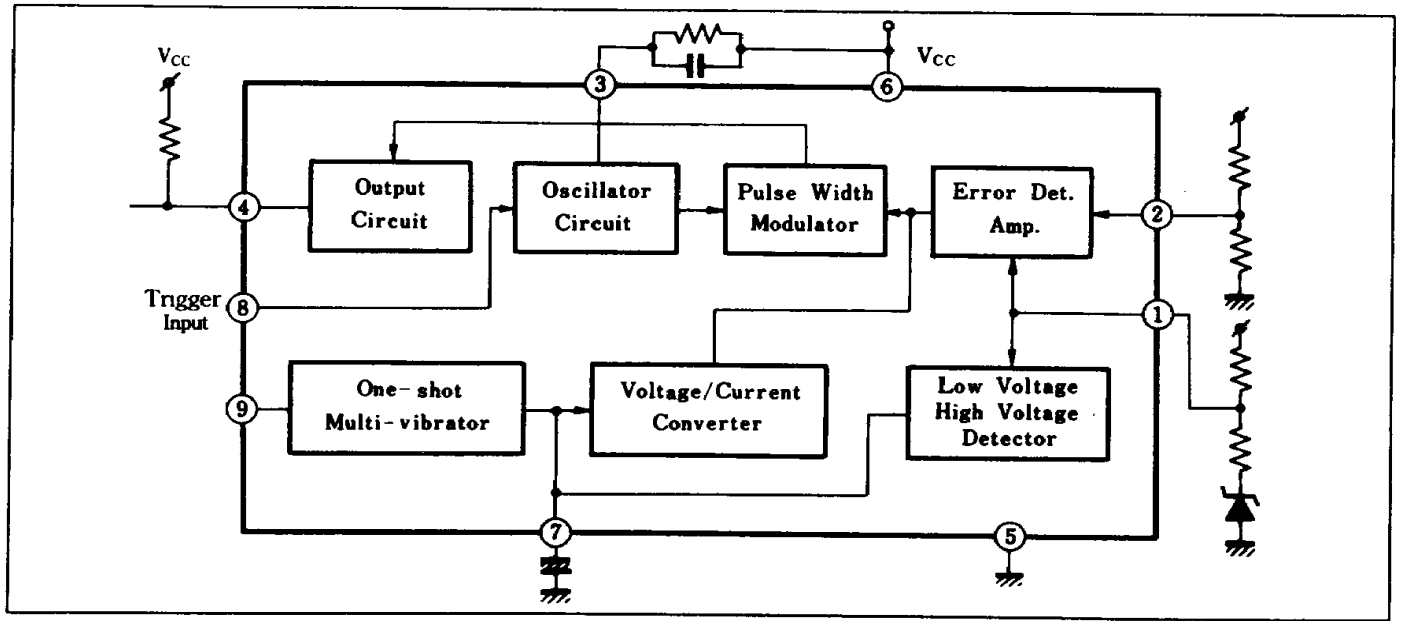 VCC
3
6
VCC
4
Output
Circuit
Oscillator
Circuit
Pulse Width
Modulator
Error Det.
Amp.
2
Trigger
Input
8
1
9
One-shot
Multi-vibrator
Voltage/Current
Converter
Low Voltage
High Voltage
Detector
7
5